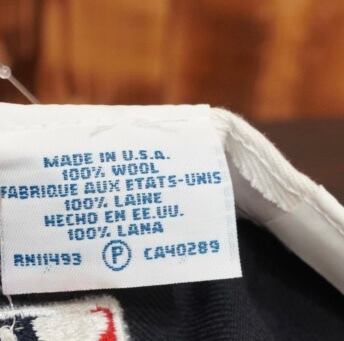 MADE IN U.S.A.
100% WOOL
FABRIQUE AUX ETATS-UNIS
100% LAINE
HECHO EN EE.UU.
100% LANA
RN11493 P CA40289